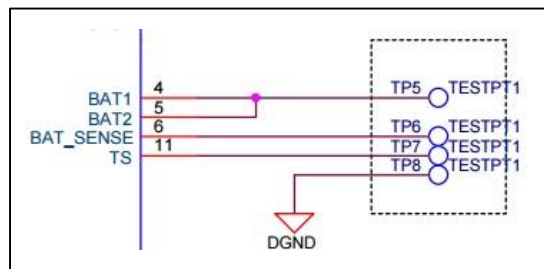 4 TP5 TESTPT1
BAT1
5
BAT2
6 TP6 TESTPT1
BAT_SENSE
11 TP7 TESTPT1
TS
TP8 TESTPT1
DGND